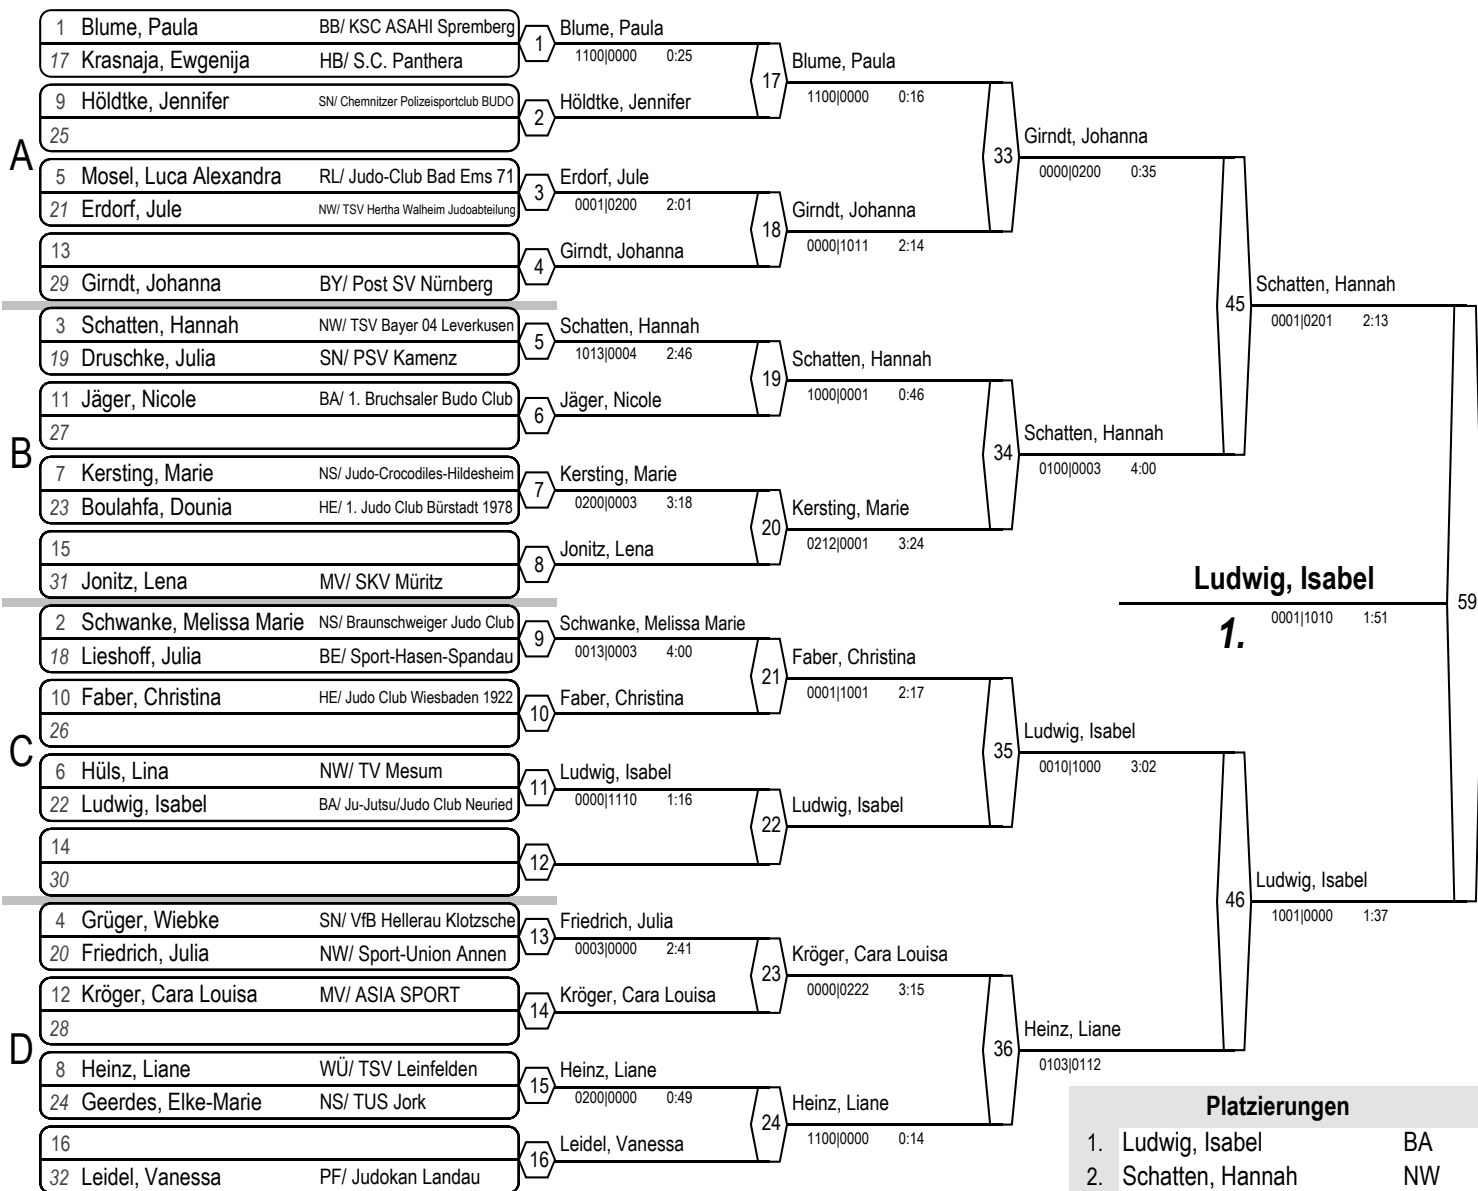 1 Blume, Paula BB/ KSC ASAHI Spremberg
17 Krasnaja, Ewgenija HB/ S.C. Panthera
9 Höldtke, Jennifer SN/ Chemnitzer Polizeisportclub BUDO
25
A
5 Mosel, Luca Alexandra RL/ Judo-Club Bad Ems 71
21 Erdorf, Jule NW/ TSV Hertha Walheim Judoabteilung
13
29 Girndt, Johanna BY/ Post SV Nürnberg
3 Schatten, Hannah NW/ TSV Bayer 04 Leverkusen
19 Druschke, Julia SN/ PSV Kamenz
11 Jäger, Nicole BA/ 1. Bruchsaler Budo Club
27
B
7 Kersting, Marie NS/ Judo-Crocodiles-Hildesheim
23 Boulahfa, Dounia HE/ 1. Judo Club Bürstadt 1978
15
31 Jonitz, Lena MV/ SKV Müritz
2 Schwanke, Melissa Marie NS/ Braunschweiger Judo Club
18 Lieshoff, Julia BE/ Sport-Hasen-Spandau
10 Faber, Christina HE/ Judo Club Wiesbaden 1922
26
C
6 Hüls, Lina NW/ TV Mesum
22 Ludwig, Isabel BA/ Ju-Jutsu/Judo Club Neuried
14
30
4 Grüger, Wiebke SN/ VfB Hellerau Klotzsche
20 Friedrich, Julia NW/ Sport-Union Annen
12 Kröger, Cara Louisa MV/ ASIA SPORT
28
D
8 Heinz, Liane WÜ/ TSV Leinfelden
24 Geerdes, Elke-Marie NS/ TUS Jork
16
32 Leidel, Vanessa PF/ Judokan Landau
1 Blume, Paula
1100|0000 0:25
2 Höldtke, Jennifer
3 Erdorf, Jule
0001|0200 2:01
4 Girndt, Johanna
5 Schatten, Hannah
1013|0004 2:46
6 Jäger, Nicole
7 Kersting, Marie
0200|0003 3:18
8 Jonitz, Lena
9 Schwanke, Melissa Marie
0013|0003 4:00
10 Faber, Christina
11 Ludwig, Isabel
0000|1110 1:16
12
13 Friedrich, Julia
0003|0000 2:41
14 Kröger, Cara Louisa
15 Heinz, Liane
0200|0000 0:49
16 Leidel, Vanessa
17 Blume, Paula
1100|0000 0:16
18 Girndt, Johanna
0000|1011 2:14
19 Schatten, Hannah
1000|0001 0:46
20 Kersting, Marie
0212|0001 3:24
21 Faber, Christina
0001|1001 2:17
22 Ludwig, Isabel
23 Kröger, Cara Louisa
0000|0222 3:15
24 Heinz, Liane
1100|0000 0:14
33 Girndt, Johanna
0000|0200 0:35
34 Schatten, Hannah
0100|0003 4:00
35 Ludwig, Isabel
0010|1000 3:02
36 Heinz, Liane
0103|0112
45 Schatten, Hannah
0001|0201 2:13
46 Ludwig, Isabel
1001|0000 1:37
Ludwig, Isabel
59
1. 0001|1010 1:51
Platzierungen
1. Ludwig, Isabel BA
2. Schatten, Hannah NW